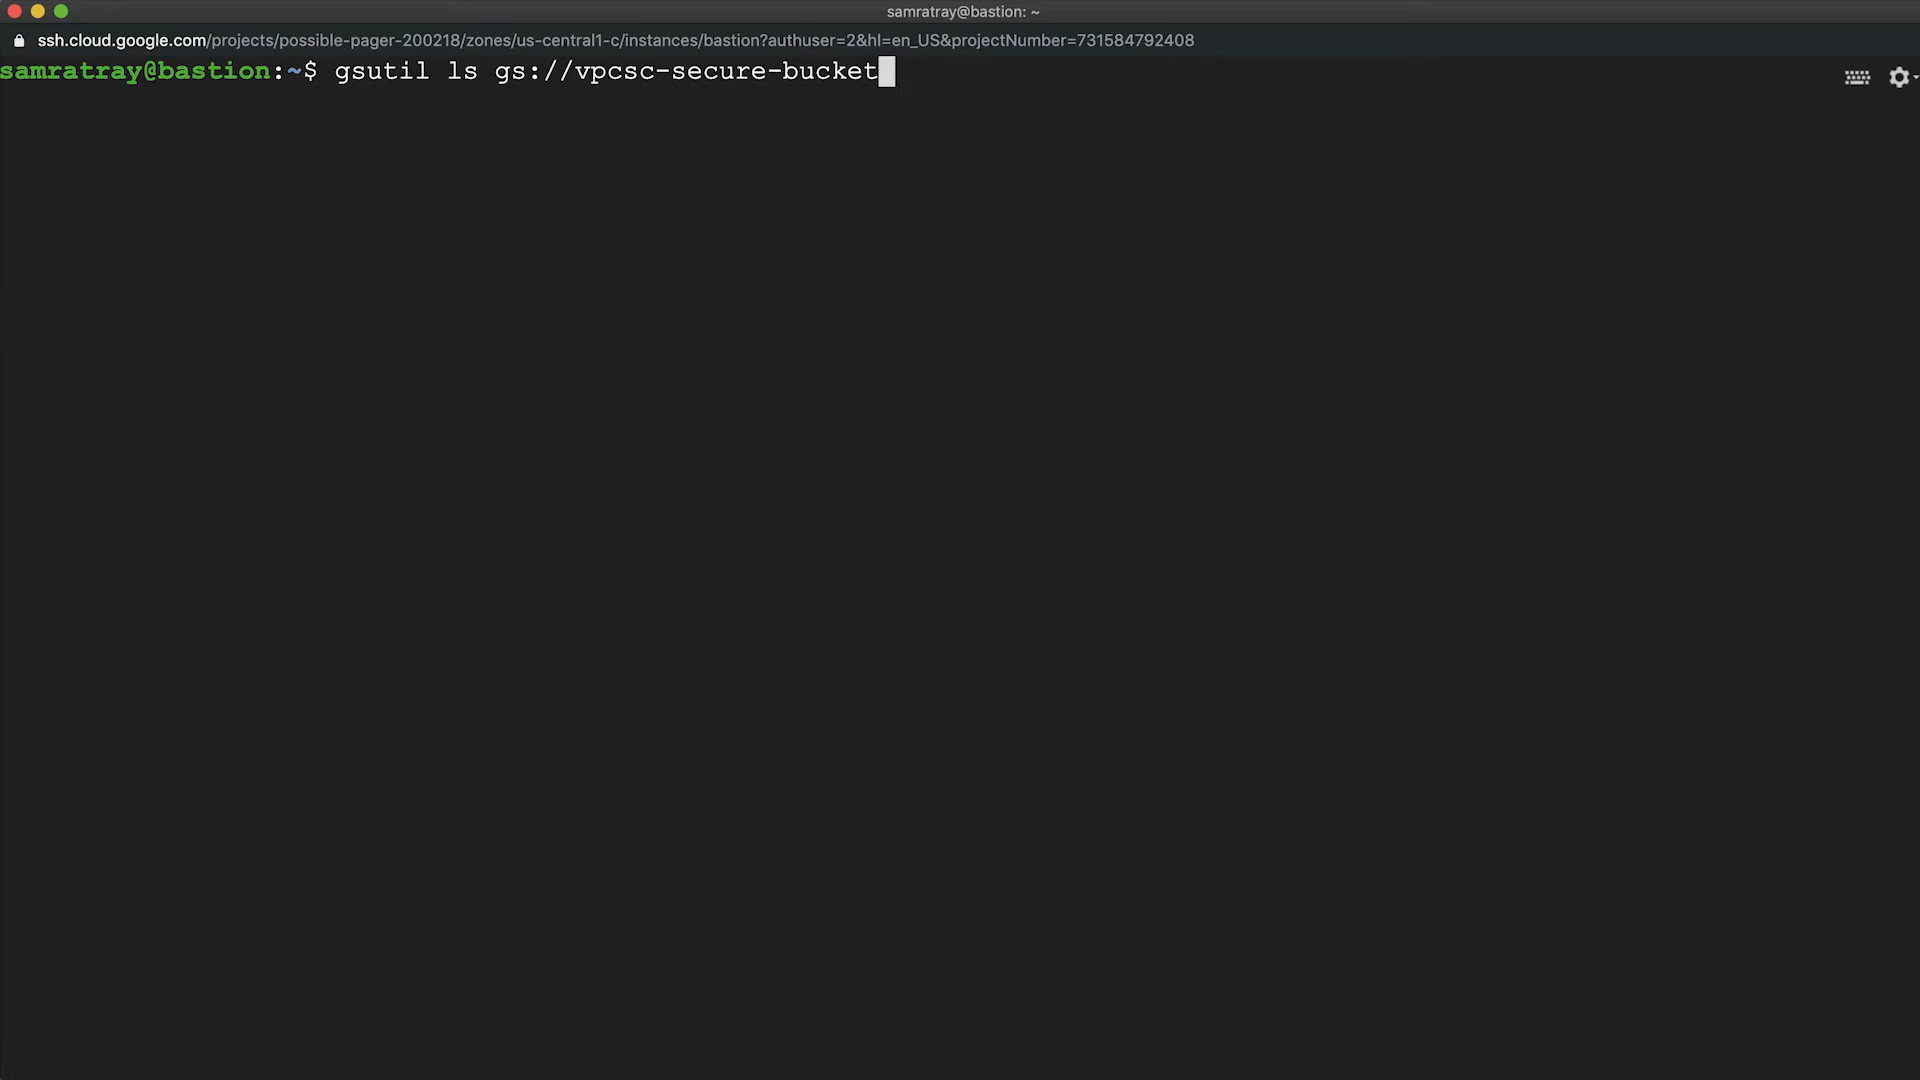 samratray@bastion: ~
ssh.cloud.google.com/projects/possible-pager-200218/zones/us-central1-c/instances/bastion?authuser=2&hl=en_US&projectNumber=731584792408
samratray@bastion:~$ gsutil ls gs://vpcsc-secure-bucket